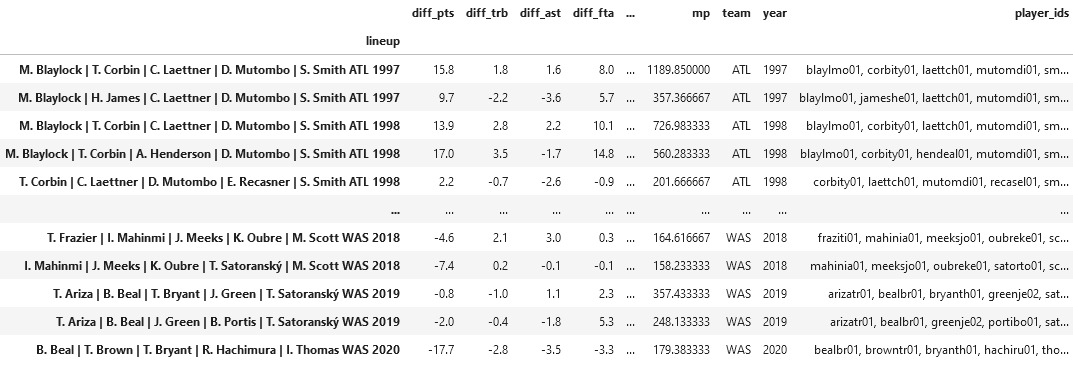 diff_pts diff_trb diff_ast diff_fta ... mp team year player_ids
lineup
M. Blaylock | T. Corbin | C. Laettner | D. Mutombo | S. Smith ATL 1997 15.8 1.8 1.6 8.0 ... 1189.850000 ATL 1997 blaylmo01, corbity01, laettch01, mutomdi01, sm...
M. Blaylock | H. James | C. Laettner | D. Mutombo | S. Smith ATL 1997 9.7 -2.2 -3.6 5.7 ... 357.366667 ATL 1997 blaylmo01, jameshe01, laettch01, mutomdi01, sm...
M. Blaylock | T. Corbin | C. Laettner | D. Mutombo | S. Smith ATL 1998 13.9 2.8 2.2 10.1 ... 726.983333 ATL 1998 blaylmo01, corbity01, laettch01, mutomdi01, sm...
M. Blaylock | T. Corbin | A. Henderson | D. Mutombo | S. Smith ATL 1998 17.0 3.5 -1.7 14.8 ... 560.283333 ATL 1998 blaylmo01, corbity01, hendeal01, mutomdi01, sm...
T. Corbin | C. Laettner | D. Mutombo | E. Recasner | S. Smith ATL 1998 2.2 -0.7 -2.6 -0.9 ... 201.666667 ATL 1998 corbity01, laettch01, mutomdi01, recasel01, sm...
... ... ... ... ... ... ... ... ... ...
T. Frazier | I. Mahinmi | J. Meeks | K. Oubre | M. Scott WAS 2018 -4.6 2.1 3.0 0.3 ... 164.616667 WAS 2018 fraziti01, mahinia01, meeksjo01, oubreke01, sc...
I. Mahinmi | J. Meeks | K. Oubre | T. Satoranský | M. Scott WAS 2018 -7.4 0.2 -0.1 -0.1 ... 158.233333 WAS 2018 mahinia01, meeksjo01, oubreke01, satorto01, sc...
T. Ariza | B. Beal | T. Bryant | J. Green | T. Satoranský WAS 2019 -0.8 -1.0 1.1 2.3 ... 357.433333 WAS 2019 arizatr01, bealbr01, bryanth01, greenje02, sat...
T. Ariza | B. Beal | J. Green | B. Portis | T. Satoranský WAS 2019 -2.0 -0.4 -1.8 5.3 ... 248.133333 WAS 2019 arizatr01, bealbr01, greenje02, portibo01, sat...
B. Beal | T. Brown | T. Bryant | R. Hachimura | I. Thomas WAS 2020 -17.7 -2.8 -3.5 -3.3 ... 179.383333 WAS 2020 bealbr01, browntr01, bryanth01, hachiru01, tho...